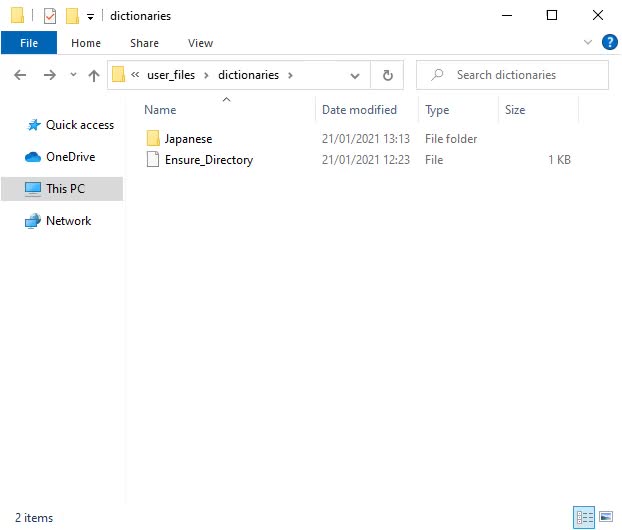 dictionaries
File Home Share View
user_files dictionaries Search dictionaries
Name Date modified Type Size
Quick access
OneDrive
This PC
Network
Japanese 21/01/2021 13:13 File folder
Ensure_Directory 21/01/2021 12:23 File 1 KB
2 items